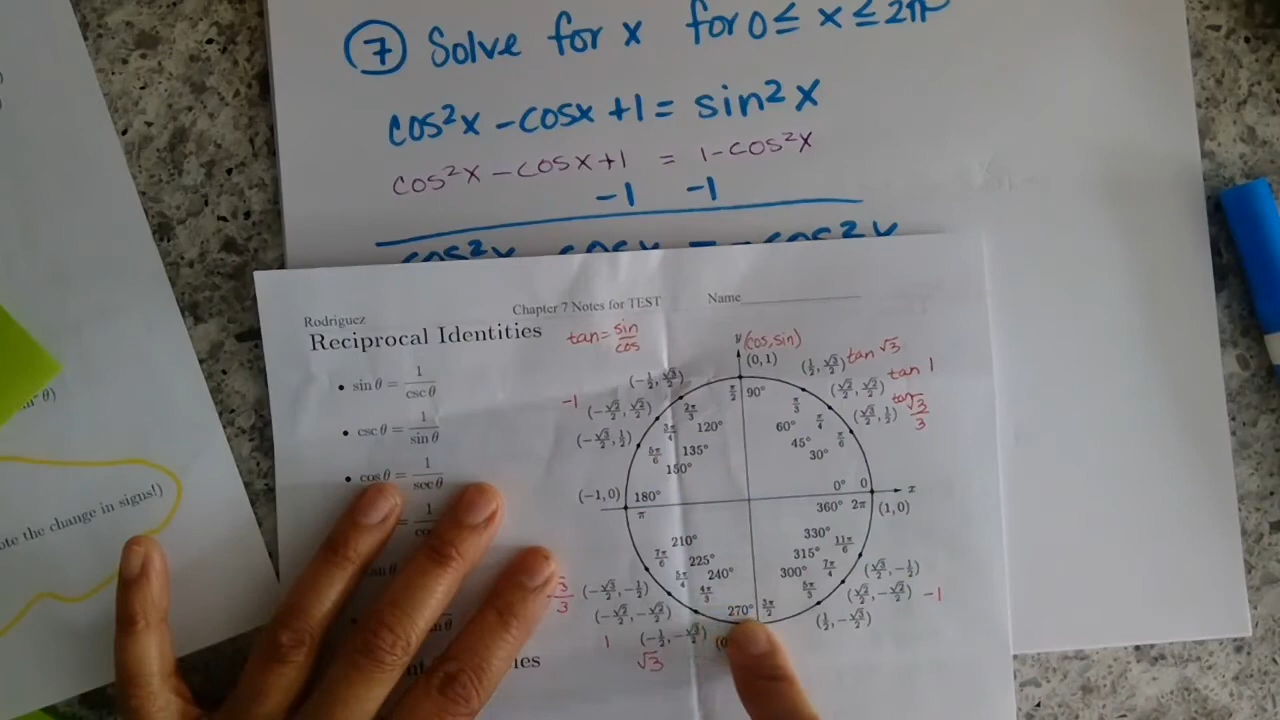 ⑦ Solve for x for 0 ≤ x ≤ 2π
cos²x - cosx + 1 = sin²x
cos²x - cosx + 1 = 1 - cos²x
-1 -1
cos²x - cosx = -cos²x
Rodriguez Chapter 7 Notes for TEST Name
Reciprocal Identities
tan = sin/cos
• sin θ = 1/csc θ
• csc θ = 1/sin θ
• cos θ = 1/sec θ
y (cos, sin)
(0, 1)
(1/2, √3/2) tan √3
(√2/2, √2/2) tan 1
(√3/2, 1/2) tan √3/3
(-1/2, √3/2)
-1 (-√2/2, √2/2)
(-√3/2, 1/2)
π/2 90°
2π/3 120°
3π/4 135°
5π/6 150°
π/3 60°
π/4 45°
π/6 30°
(-1, 0) 180° π
0° 0 x
360° 2π (1, 0)
210° 7π/6
225° 5π/4
240° 4π/3
270° 3π/2
330° 11π/6
315° 7π/4
300° 5π/3
√3/3 (-√3/2, -1/2)
(-√2/2, -√2/2)
1 (-1/2, -√3/2)
√3
(√3/2, -1/2)
(√2/2, -√2/2) -1
(1/2, -√3/2)
ote the change in signs!)